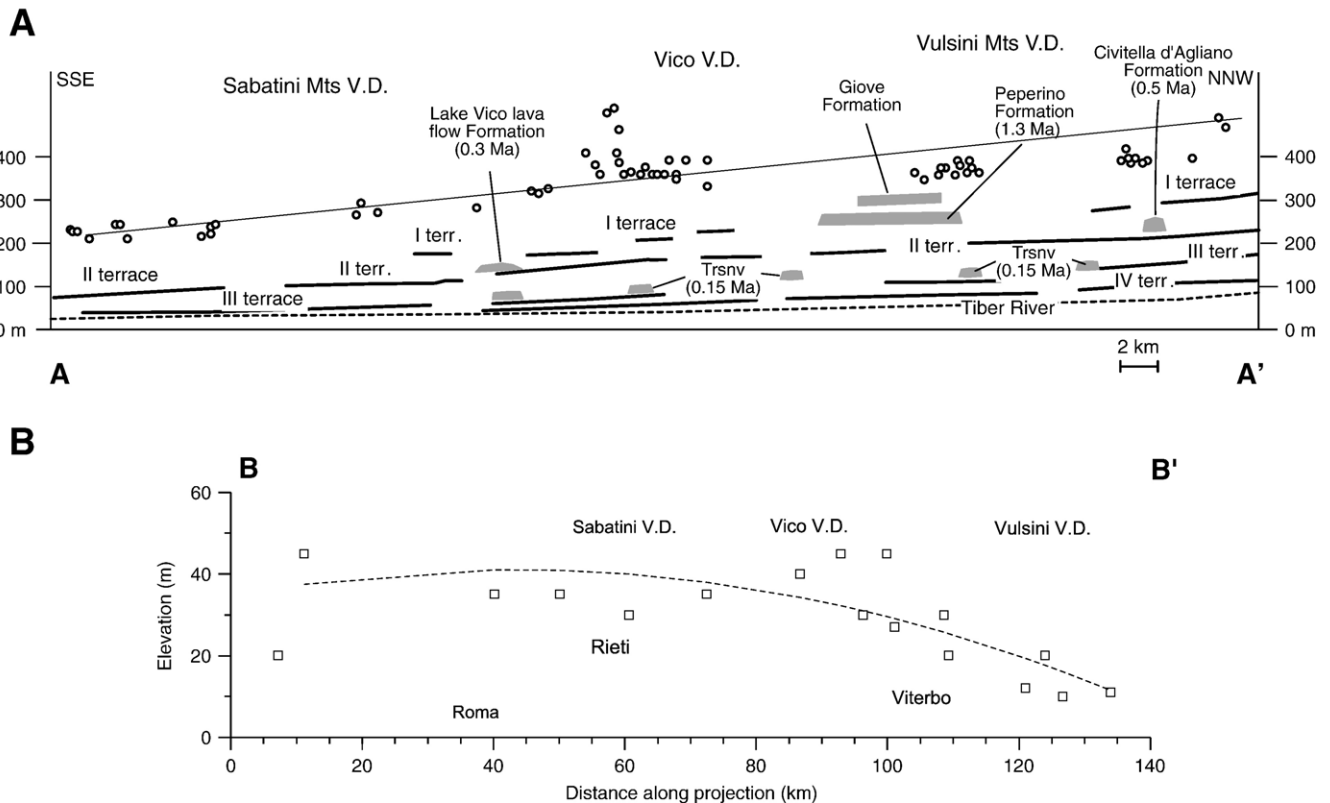 A
SSE
Sabatini Mts V.D.
Vico V.D.
Vulsini Mts V.D.
Civitella d'Agliano
Formation
(0.5 Ma)
NNW
Lake Vico lava
flow Formation
(0.3 Ma)
Giove
Formation
Peperino
Formation
(1.3 Ma)
400
300
200
100
0 m
400
300
200
100
0 m
I terrace
I terrace
I terr.
II terrace
II terr.
II terr.
III terrace
III terrace
IV terr.
Trsnv
(0.15 Ma)
Trsnv
(0.15 Ma)
Tiber River
2 km
A
A'
B
B
B'
60
40
20
0
Elevation (m)
Sabatini V.D.
Vico V.D.
Vulsini V.D.
Rieti
Roma
Viterbo
0
20
40
60
80
100
120
140
Distance along projection (km)